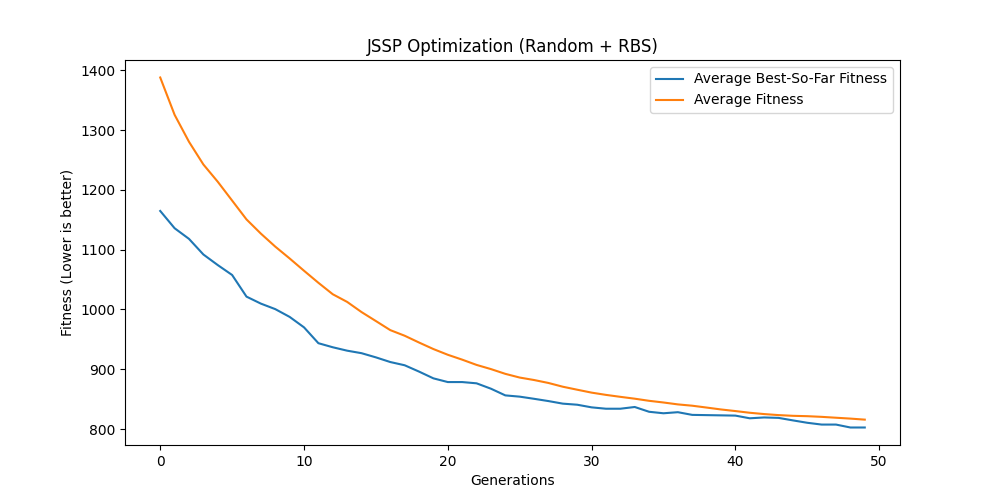 JSSP Optimization (Random + RBS)
Average Best-So-Far Fitness
Average Fitness
Fitness (Lower is better)
1400
1300
1200
1100
1000
900
800
0 10 20 30 40 50
Generations